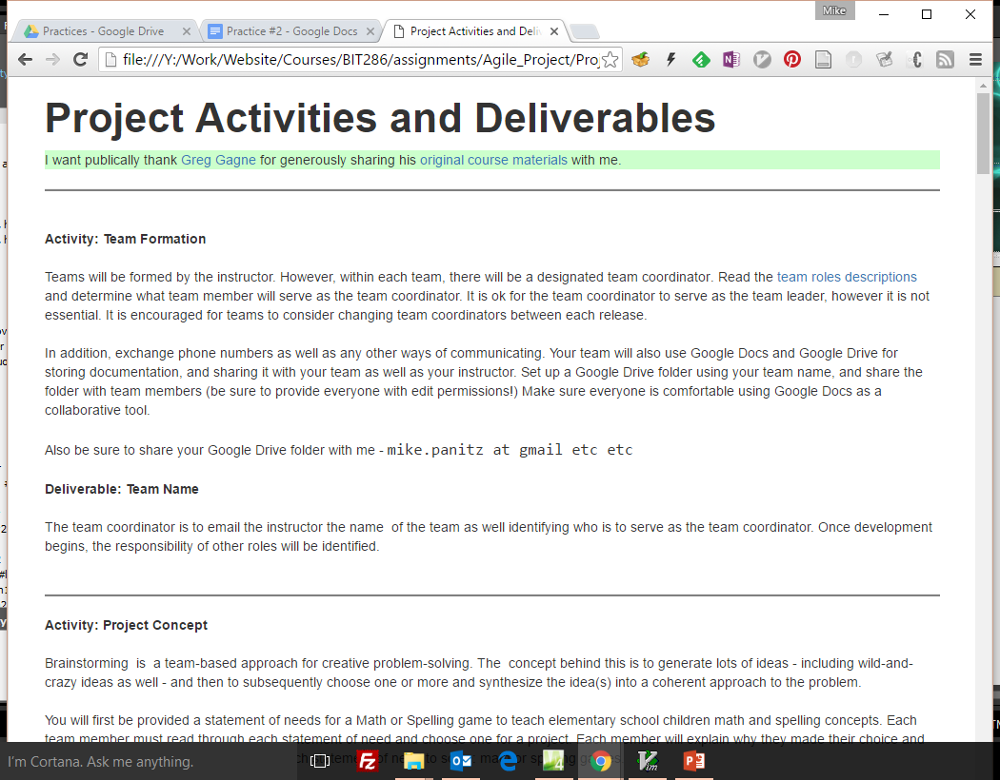 Mike
Practices - Google Drive
Practice #2 - Google Docs
Project Activities and Deli
file:///Y:/Work/Website/Courses/BIT286/assignments/Agile_Project/Pro
Project Activities and Deliverables
I want publically thank Greg Gagne for generously sharing his original course materials with me.
Activity: Team Formation
Teams will be formed by the instructor. However, within each team, there will be a designated team coordinator. Read the team roles descriptions
and determine what team member will serve as the team coordinator. It is ok for the team coordinator to serve as the team leader, however it is not
essential. It is encouraged for teams to consider changing team coordinators between each release.
In addition, exchange phone numbers as well as any other ways of communicating. Your team will also use Google Docs and Google Drive for
storing documentation, and sharing it with your team as well as your instructor. Set up a Google Drive folder using your team name, and share the
folder with team members (be sure to provide everyone with edit permissions!) Make sure everyone is comfortable using Google Docs as a
collaborative tool.
Also be sure to share your Google Drive folder with me - mike.panitz at gmail etc etc
Deliverable: Team Name
The team coordinator is to email the instructor the name of the team as well identifying who is to serve as the team coordinator. Once development
begins, the responsibility of other roles will be identified.
Activity: Project Concept
Brainstorming is a team-based approach for creative problem-solving. The concept behind this is to generate lots of ideas - including wild-and-
crazy ideas as well - and then to subsequently choose one or more and synthesize the idea(s) into a coherent approach to the problem.
You will first be provided a statement of needs for a Math or Spelling game to teach elementary school children math and spelling concepts. Each
team member must read through each statement of need and choose one for a project. Each member will explain why they made their choice and
I'm Cortana. Ask me anything.